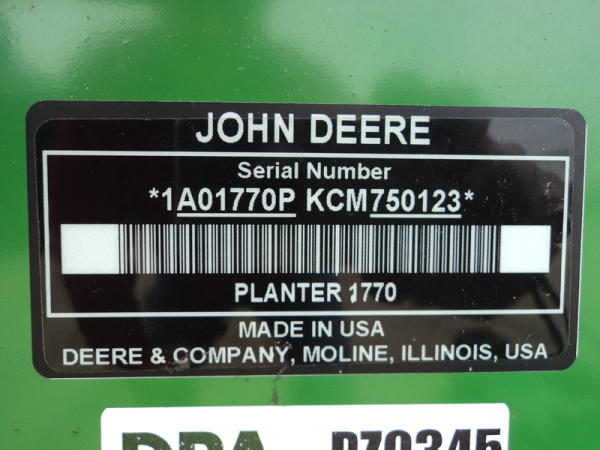 JOHN DEERE
Serial Number
*1A01770P KCM750123*
PLANTER 1770
MADE IN USA
DEERE & COMPANY, MOLINE, ILLINOIS, USA